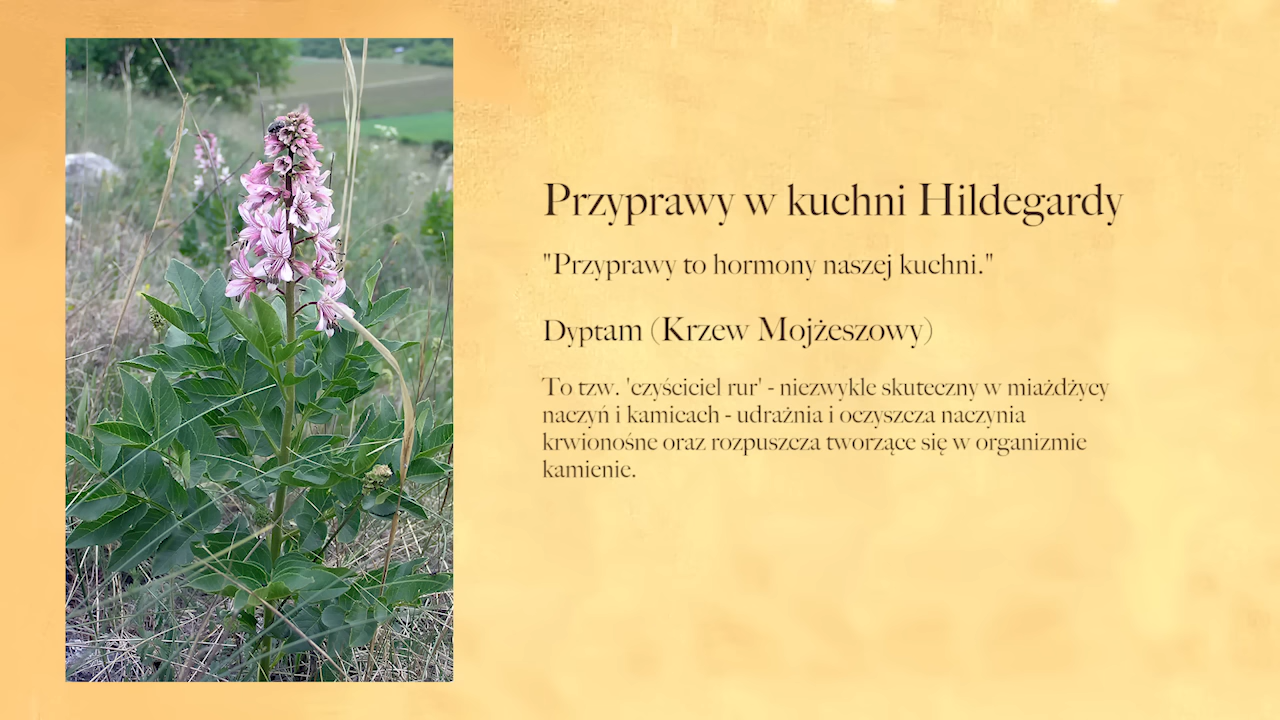 Przyprawy w kuchni Hildegardy
"Przyprawy to hormony naszej kuchni."
Dyptam (Krzew Mojżeszowy)
To tzw. 'czyściciel rur' - niezwykle skuteczny w miażdżycy
naczyń i kamicach - udrażnia i oczyszcza naczynia
krwionośne oraz rozpuszcza tworzące się w organizmie
kamienie.